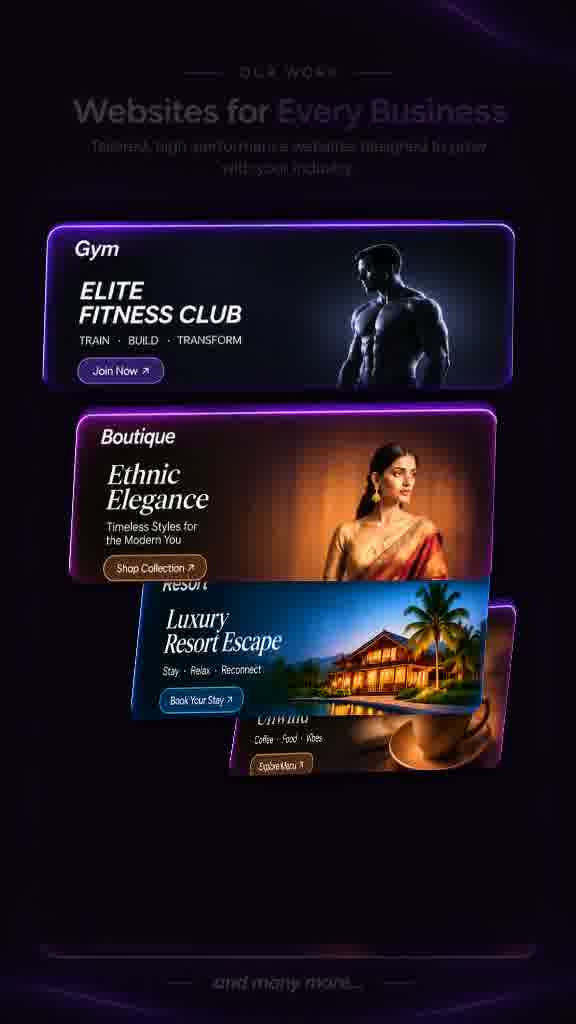 OUR WORK
Websites for Every Business
Tailored, high-performance websites designed to grow
with your industry.
Gym
ELITE
FITNESS CLUB
TRAIN · BUILD · TRANSFORM
Join Now ↗
Boutique
Ethnic
Elegance
Timeless Styles for
the Modern You
Shop Collection ↗
Resort
Luxury
Resort Escape
Stay · Relax · Reconnect
Book Your Stay ↗
Unwind
Coffee · Food · Vibes
Explore Menu ↗
and many more...